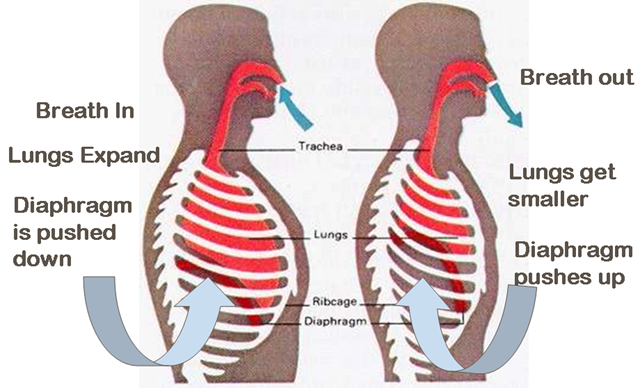 Breath In
Lungs Expand
Diaphragm
is pushed
down
Trachea
Lungs
Ribcage
Diaphragm
Breath out
Lungs get
smaller
Diaphragm
pushes up